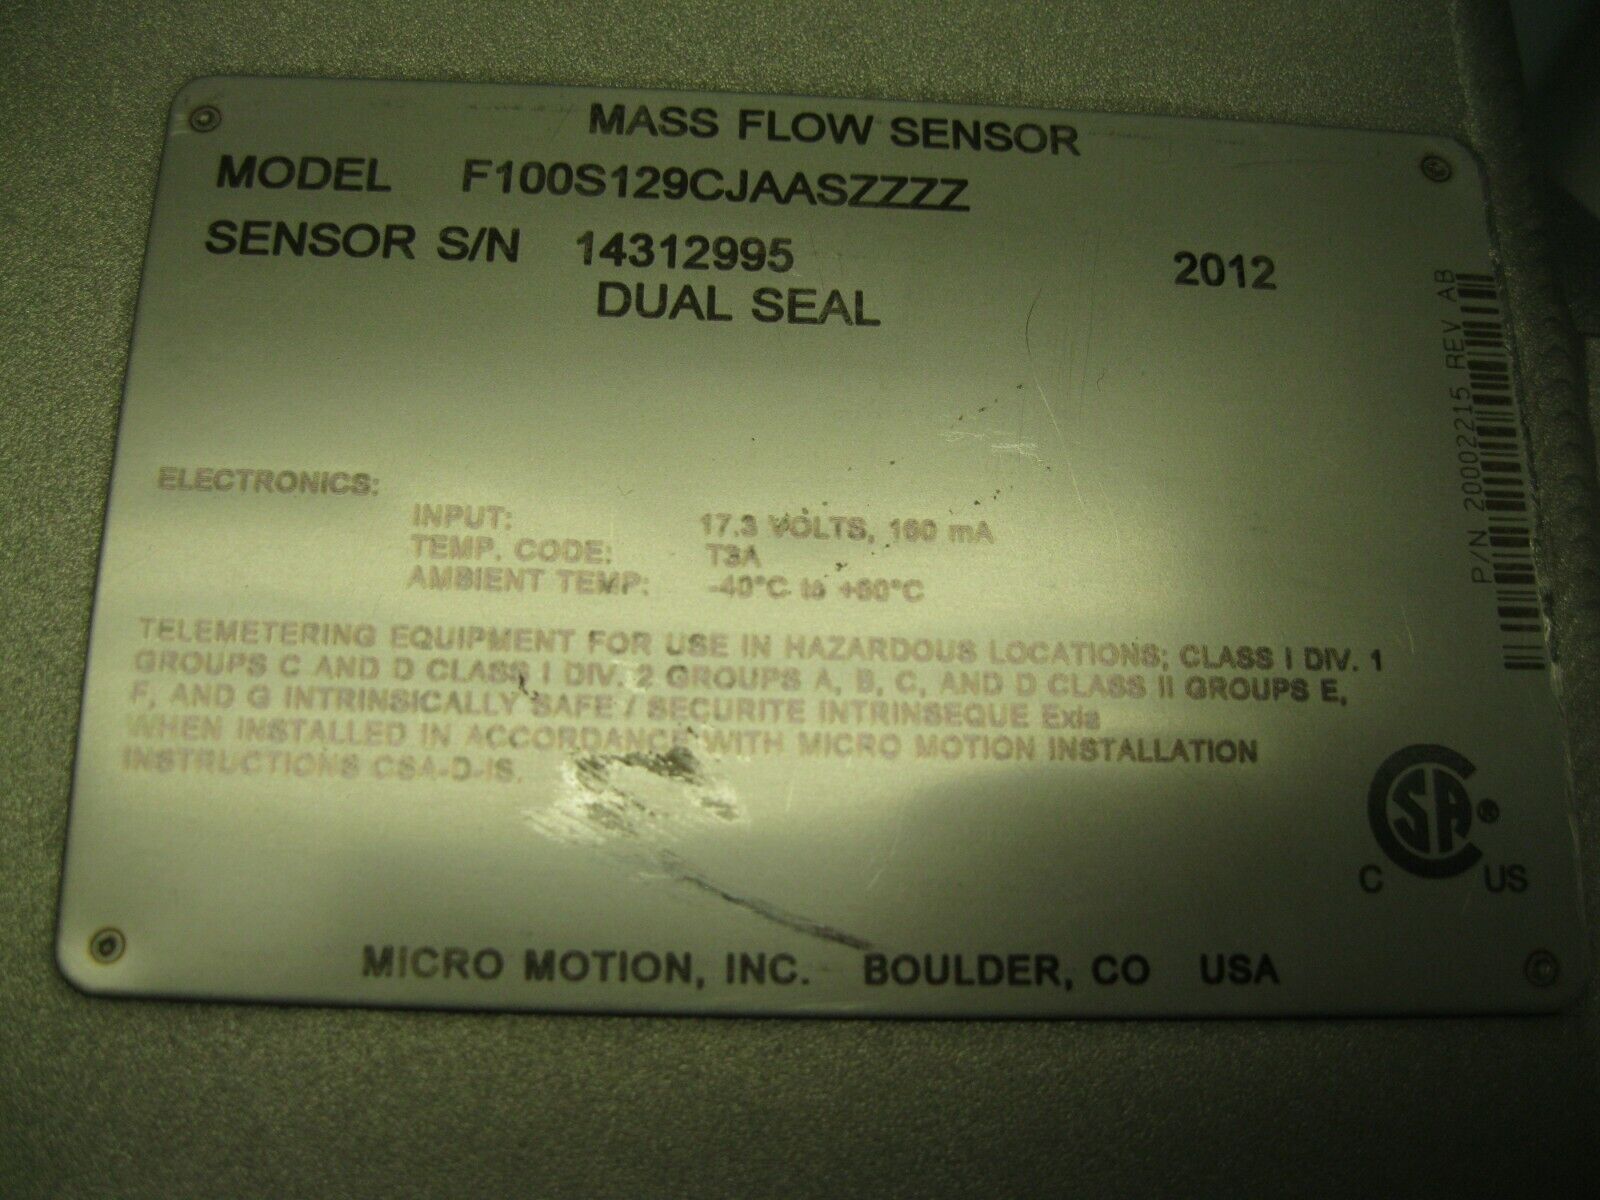 MASS FLOW SENSOR
MODEL F100S129CJAASZZZZ
SENSOR S/N 14312995 2012
DUAL SEAL
P/N 20002215 REV AB
ELECTRONICS:
INPUT: 17.3 VOLTS, 160 mA
TEMP. CODE: T3A
AMBIENT TEMP: -40°C to +60°C
TELEMETERING EQUIPMENT FOR USE IN HAZARDOUS LOCATIONS; CLASS I DIV. 1
GROUPS C AND D CLASS I DIV. 2 GROUPS A, B, C, AND D CLASS II GROUPS E,
F, AND G INTRINSICALLY SAFE / SECURITE INTRINSEQUE Exia
WHEN INSTALLED IN ACCORDANCE WITH MICRO MOTION INSTALLATION
INSTRUCTIONS CSA-D-IS.
CSA ®
C US
MICRO MOTION, INC. BOULDER, CO USA